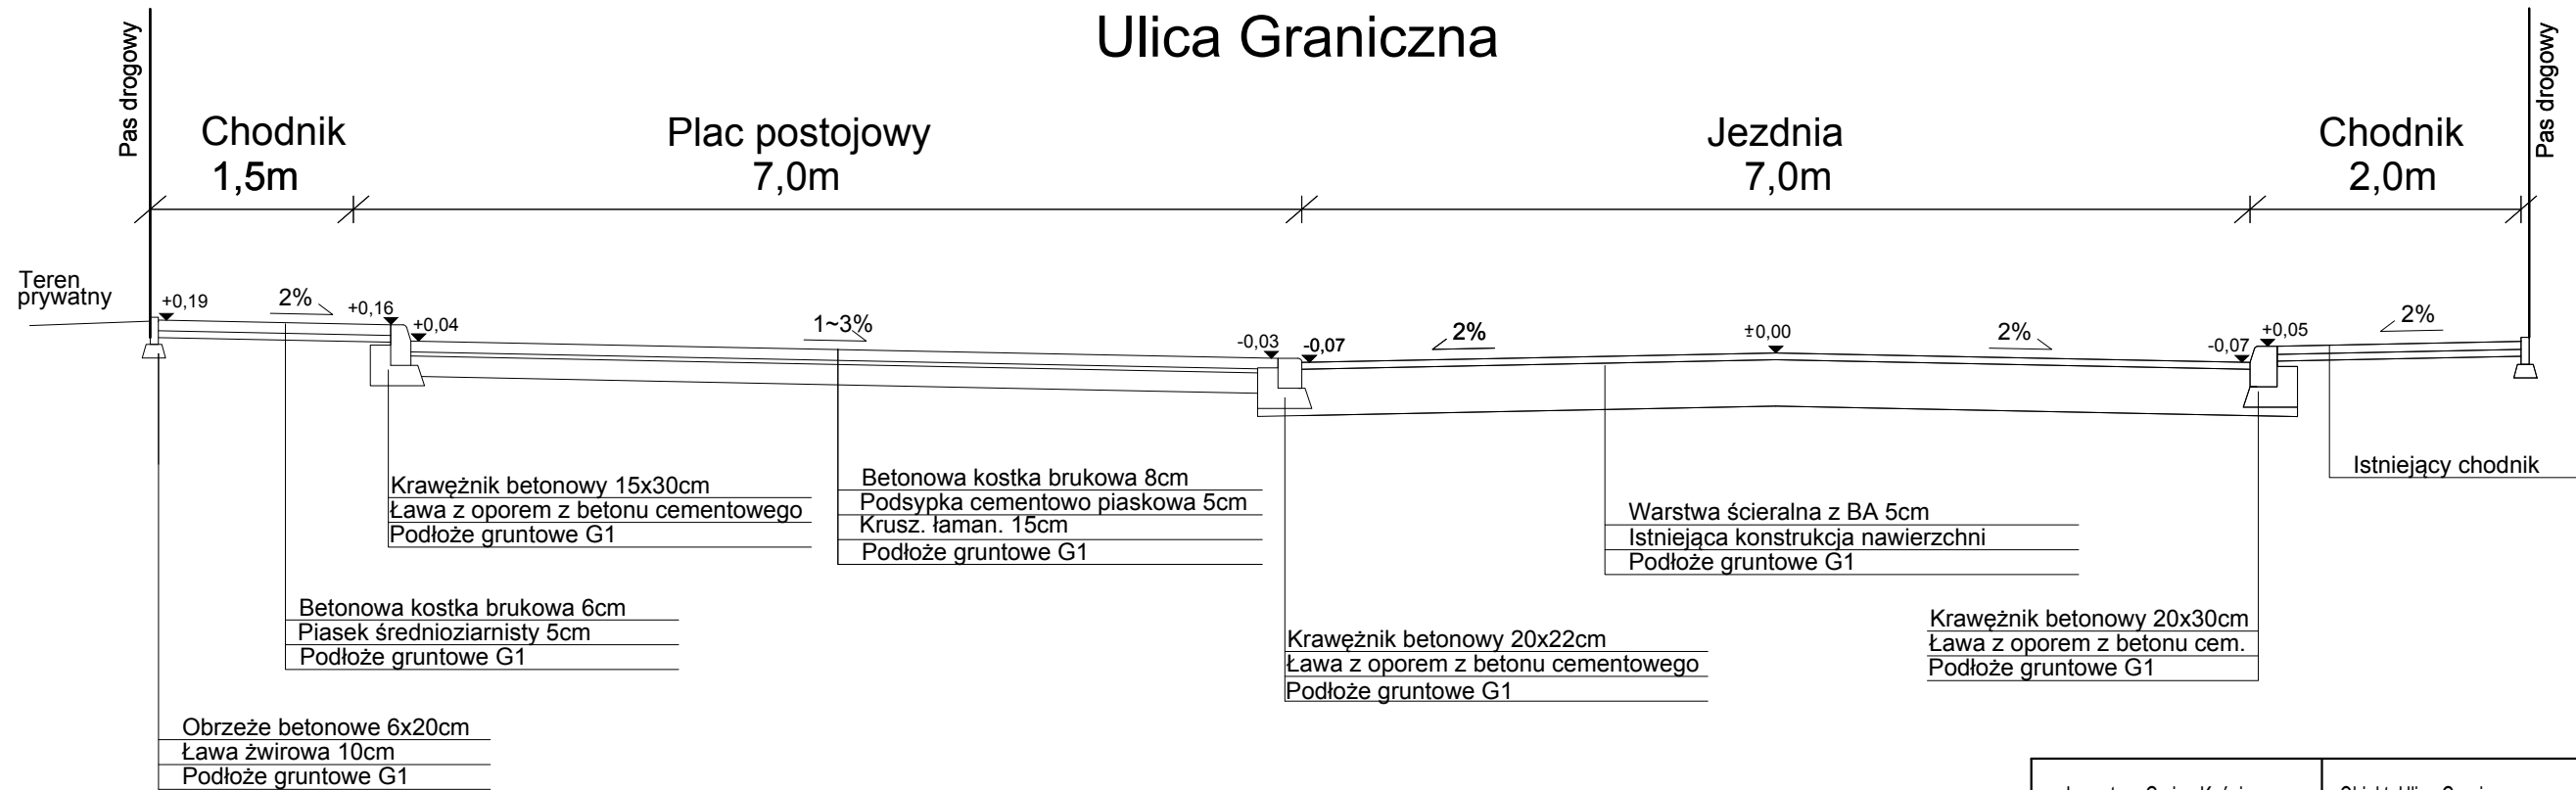 Ulica Graniczna
Pas drogowy
Pas drogowy
Chodnik
1,5m
Plac postojowy
7,0m
Jezdnia
7,0m
Chodnik
2,0m
Teren
prywatny
+0,19
2%
+0,16
+0,04
1~3%
-0,03
-0,07
2%
±0,00
2%
-0,07
+0,05
2%
Krawężnik betonowy 15x30cm
Ława z oporem z betonu cementowego
Podłoże gruntowe G1
Betonowa kostka brukowa 8cm
Podsypka cementowo piaskowa 5cm
Krusz. łaman. 15cm
Podłoże gruntowe G1
Warstwa ścieralna z BA 5cm
Istniejąca konstrukcja nawierzchni
Podłoże gruntowe G1
Istniejący chodnik
Betonowa kostka brukowa 6cm
Piasek średnioziarnisty 5cm
Podłoże gruntowe G1
Krawężnik betonowy 20x22cm
Ława z oporem z betonu cementowego
Podłoże gruntowe G1
Krawężnik betonowy 20x30cm
Ława z oporem z betonu cem.
Podłoże gruntowe G1
Obrzeże betonowe 6x20cm
Ława żwirowa 10cm
Podłoże gruntowe G1